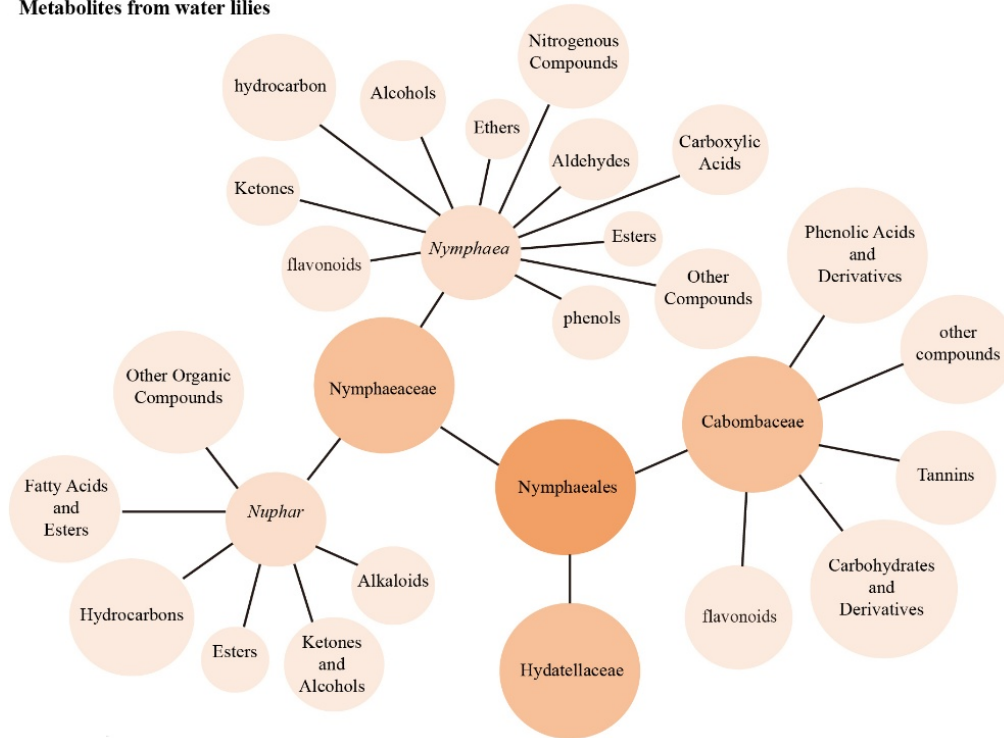 Metabolites from water lilies
Nitrogenous
Compounds
hydrocarbon
Alcohols
Ethers
Aldehydes
Carboxylic
Acids
Ketones
Nymphaea
Esters
flavonoids
Other
Compounds
phenols
Phenolic Acids
and
Derivatives
other
compounds
Other Organic
Compounds
Nymphaeaceae
Cabombaceae
Tannins
Nymphaeales
Fatty Acids
and
Esters
Nuphar
Alkaloids
Carbohydrates
and
Derivatives
Hydrocarbons
flavonoids
Esters
Ketones
and
Alcohols
Hydatellaceae